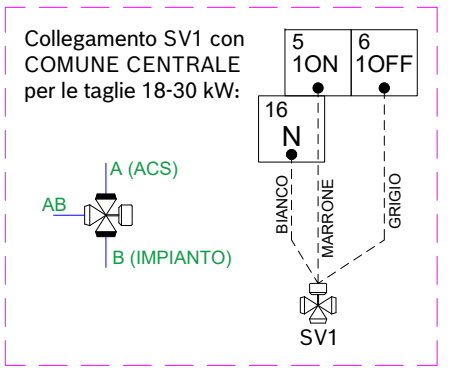 Collegamento SV1 con
COMUNE CENTRALE
per le taglie 18-30 kW:
5
1ON
6
1OFF
16
N
A (ACS)
AB
B (IMPIANTO)
BIANCO
MARRONE
GRIGIO
SV1